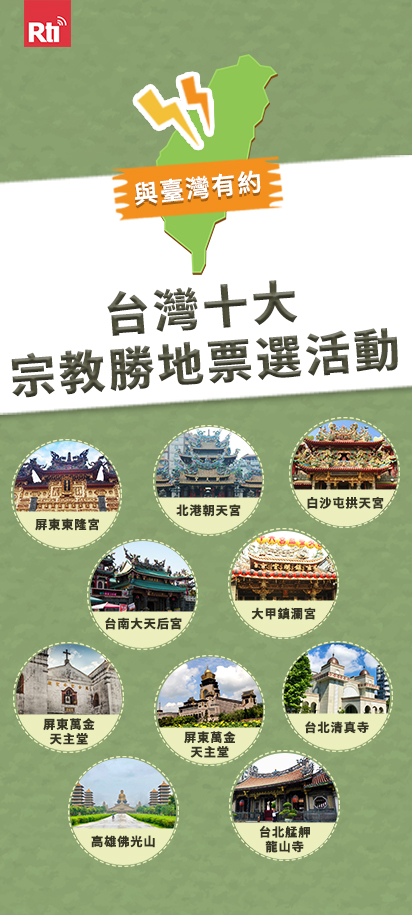 Rti
與臺灣有約
台灣十大
宗教勝地票選活動
屏東東隆宮
北港朝天宮
白沙屯拱天宮
台南大天后宮
大甲鎮瀾宮
屏東萬金
天主堂
屏東萬金
天主堂
台北清真寺
高雄佛光山
台北艋舺
龍山寺